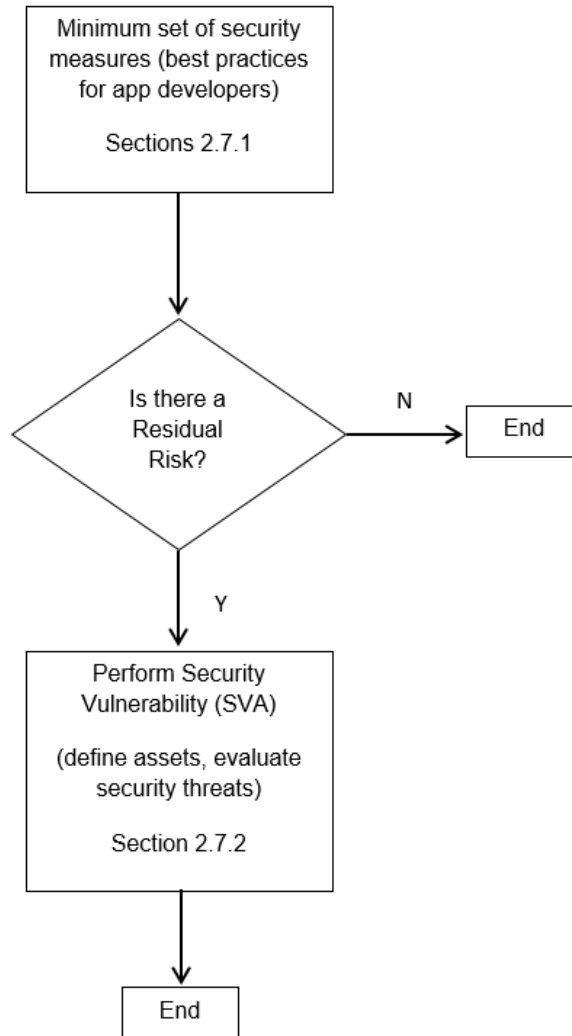 Minimum set of security
measures (best practices
for app developers)
Sections 2.7.1
Is there a
Residual
Risk?
N
End
Y
Perform Security
Vulnerability (SVA)
(define assets, evaluate
security threats)
Section 2.7.2
End